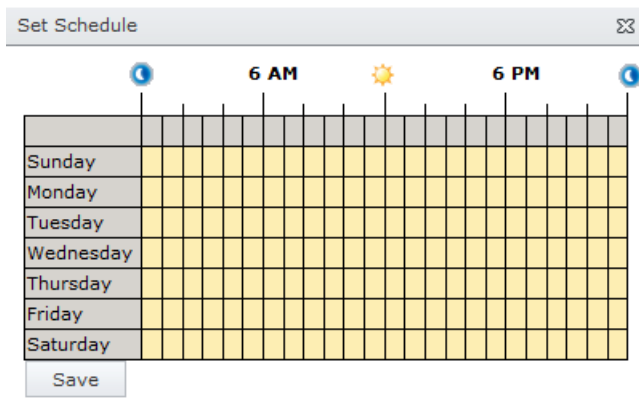 Set Schedule
6 AM 6 PM
Sunday
Monday
Tuesday
Wednesday
Thursday
Friday
Saturday
Save